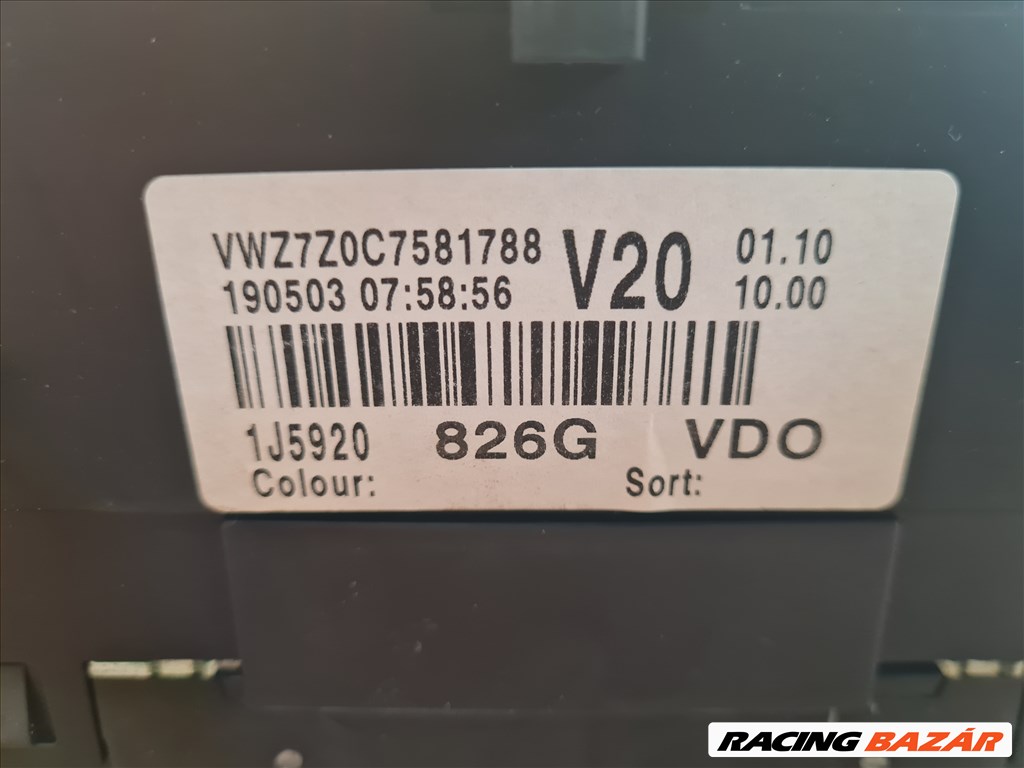 VWZ7Z0C7581788 V20 01.10
190503 07:58:56 10.00
1J5920 826G VDO
Colour: Sort:
RACING BAZÁR